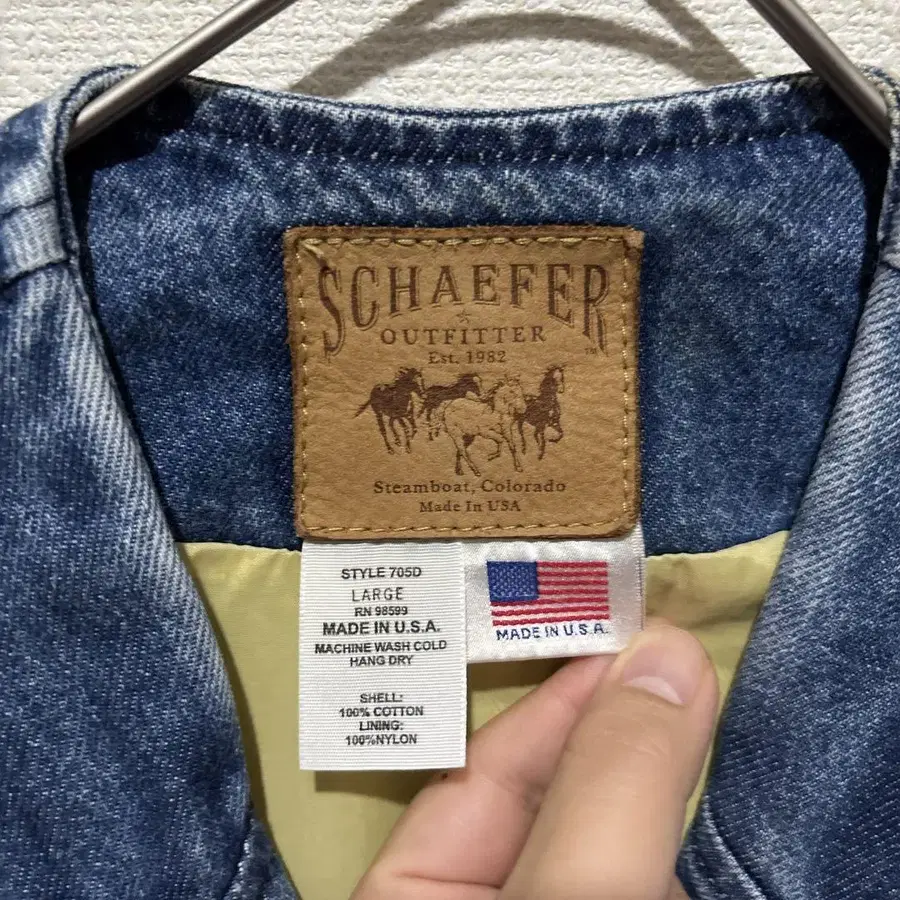 SCHAEFER
OUTFITTER
Est. 1982
™
Steamboat, Colorado
Made In USA
STYLE 705D
LARGE
RN 98599
MADE IN U.S.A.
MACHINE WASH COLD
HANG DRY
SHELL:
100% COTTON
LINING:
100%NYLON
MADE IN U.S.A.